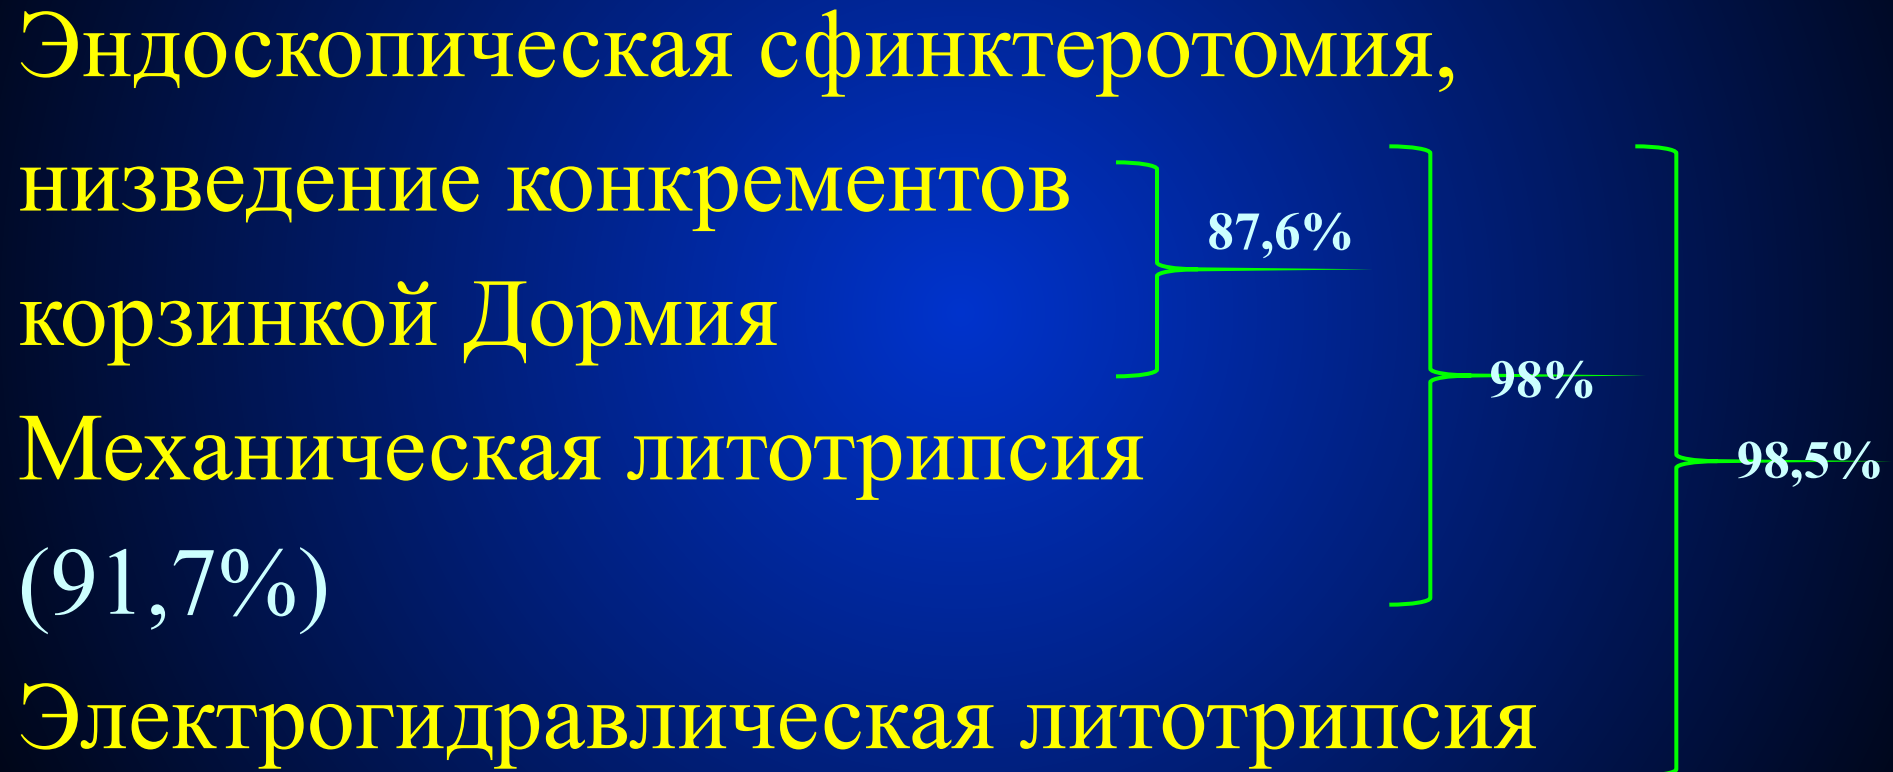 Эндоскопическая сфинктеротомия,
низведение конкрементов
87,6%
корзинкой Дормия
98%
Механическая литотрипсия
98,5%
(91,7%)
Электрогидравлическая литотрипсия